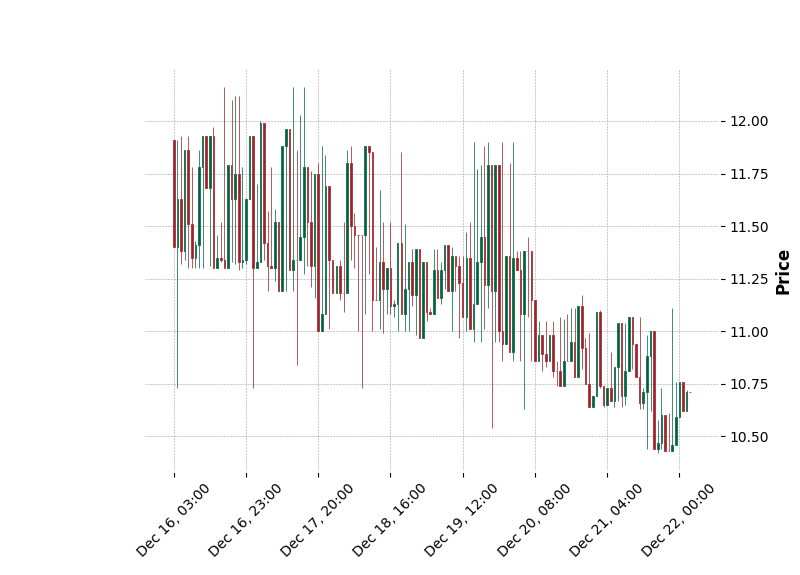 12.00
11.75
11.50
11.25
11.00
10.75
10.50
Price
Dec 16, 03:00
Dec 16, 23:00
Dec 17, 20:00
Dec 18, 16:00
Dec 19, 12:00
Dec 20, 08:00
Dec 21, 04:00
Dec 22, 00:00